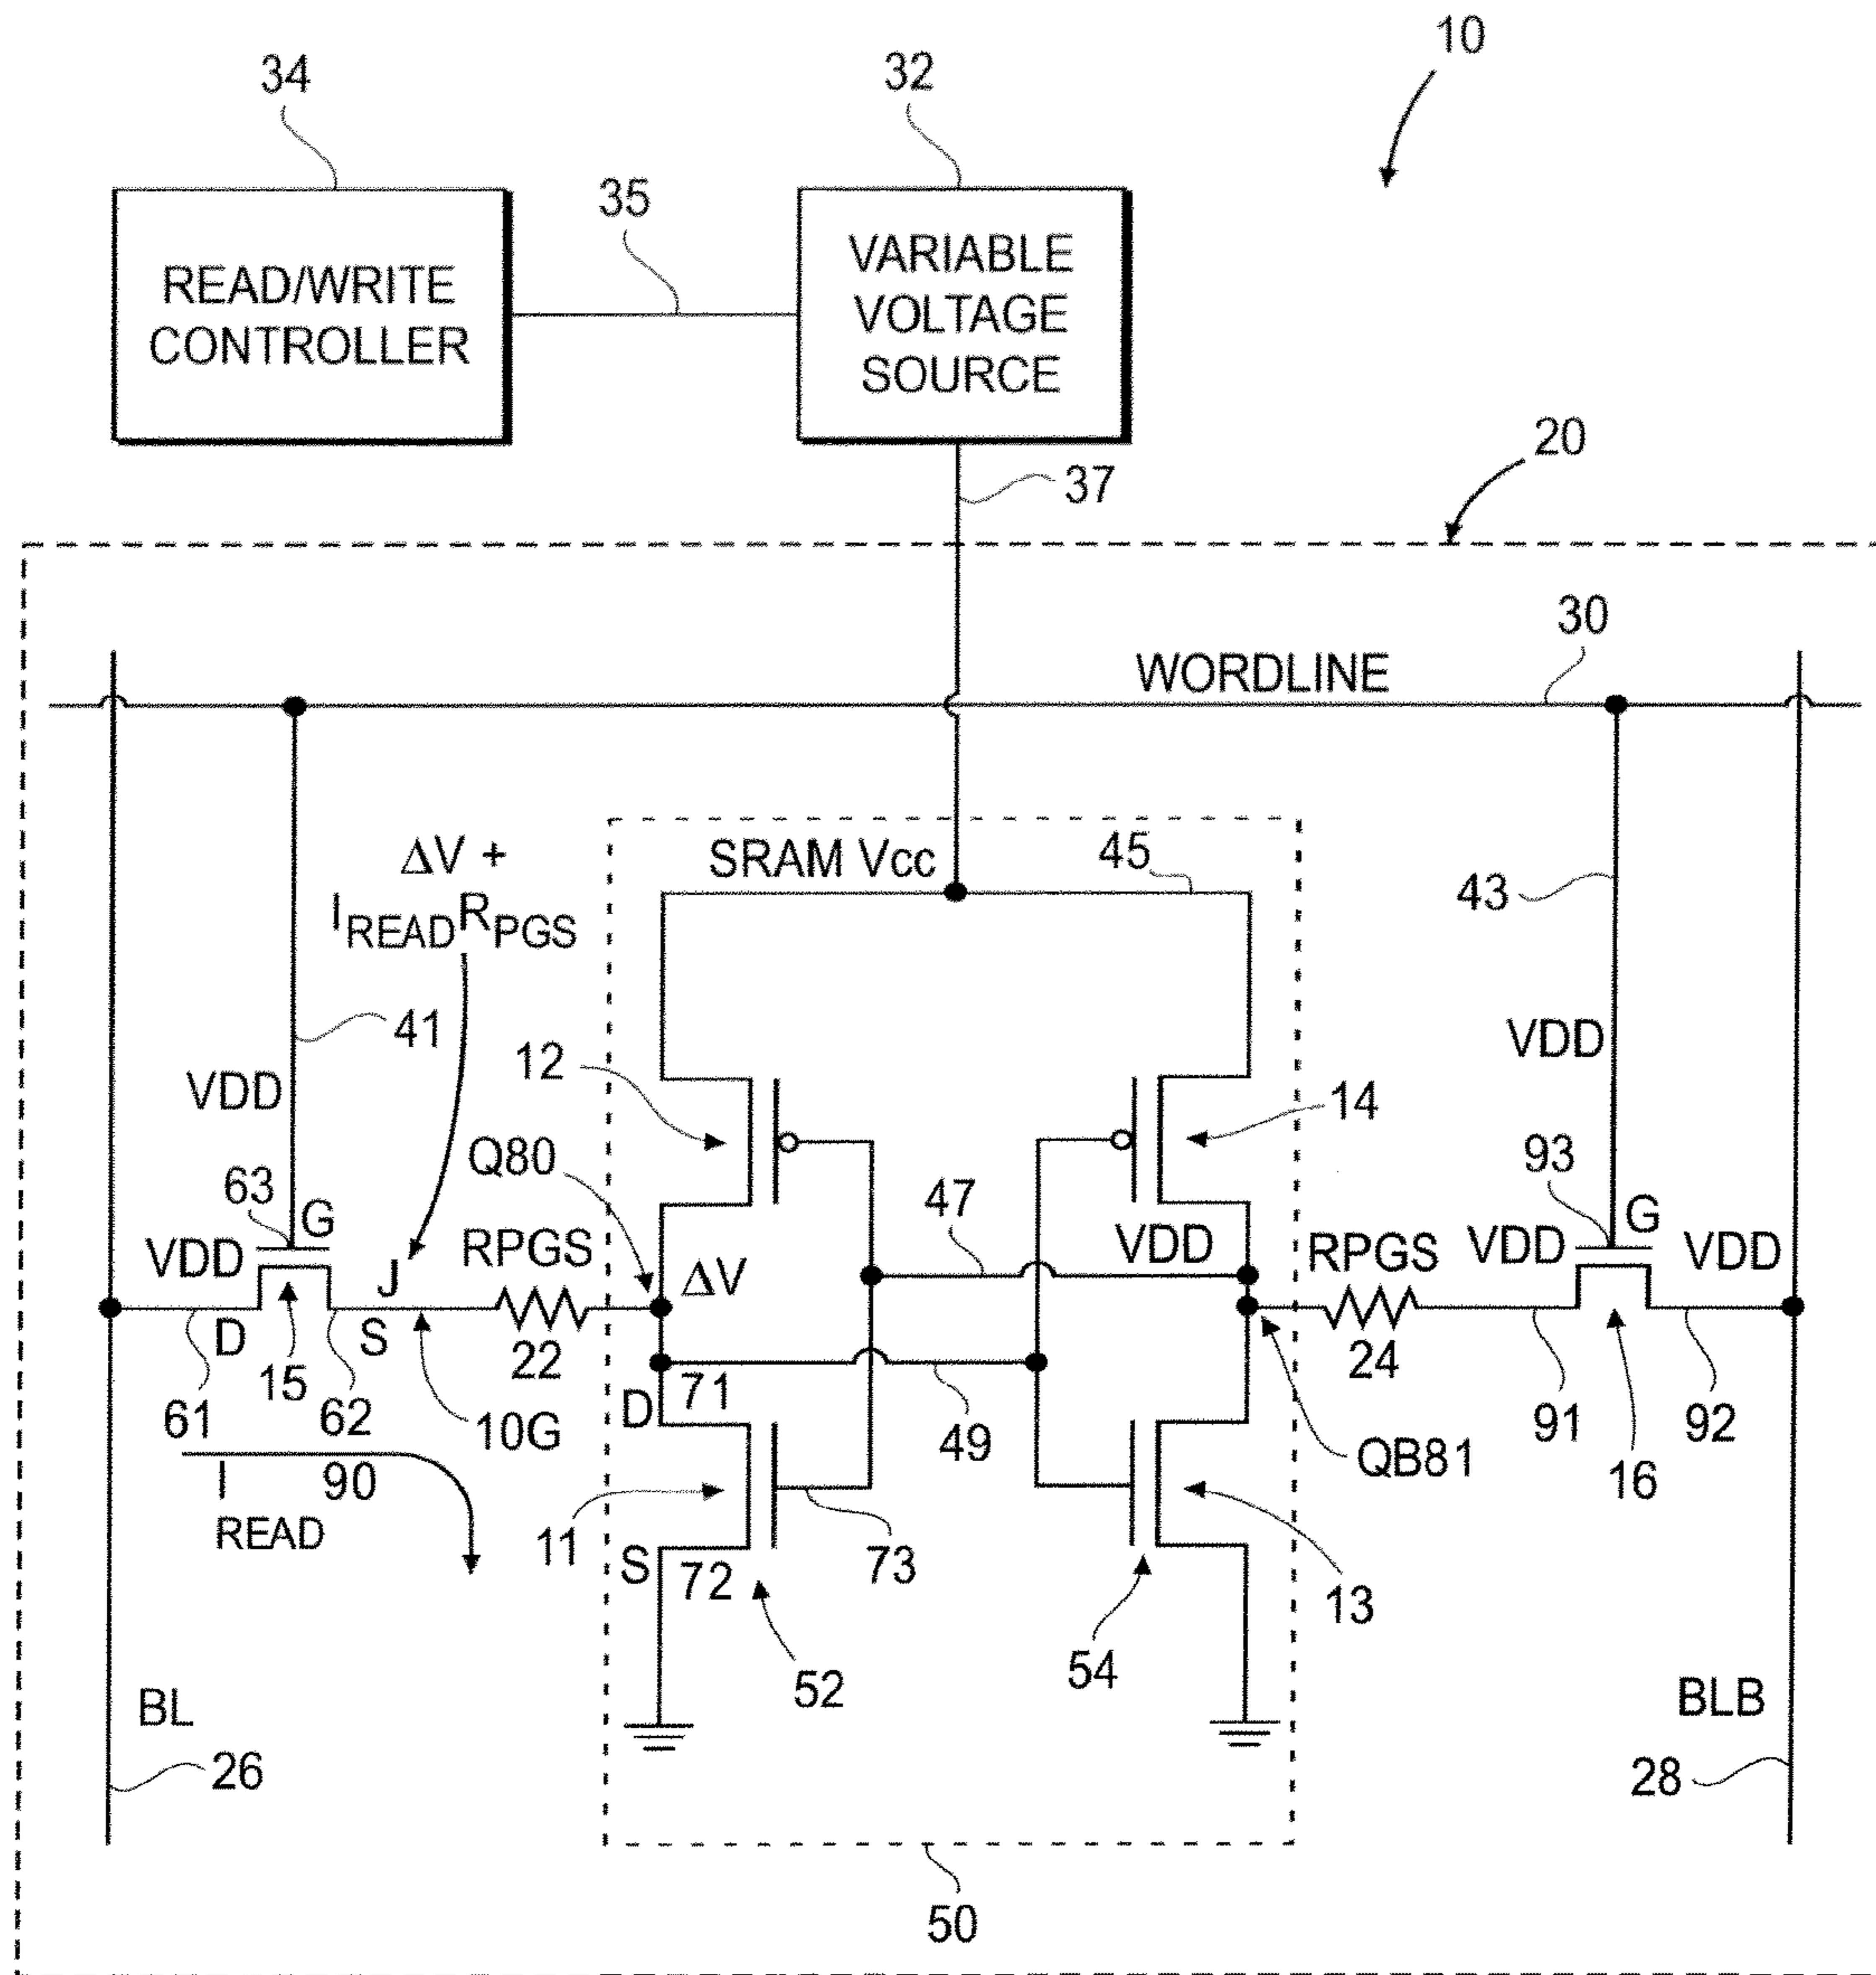 10
34
32
35
READ/WRITE
CONTROLLER
VARIABLE
VOLTAGE
SOURCE
20
37
30
WORDLINE
ΔV +
I READ R PGS
SRAM Vcc
45
43
41
VDD
VDD
12
14
Q80
93
63
G
47
G
VDD
J
RPGS
ΔV
VDD
RPGS
VDD
VDD
D
15
S
22
24
61
62
10G
D
71
49
QB81
91
16
92
I READ
90
11
S
72
73
13
52
54
BL
BLB
26
28
50